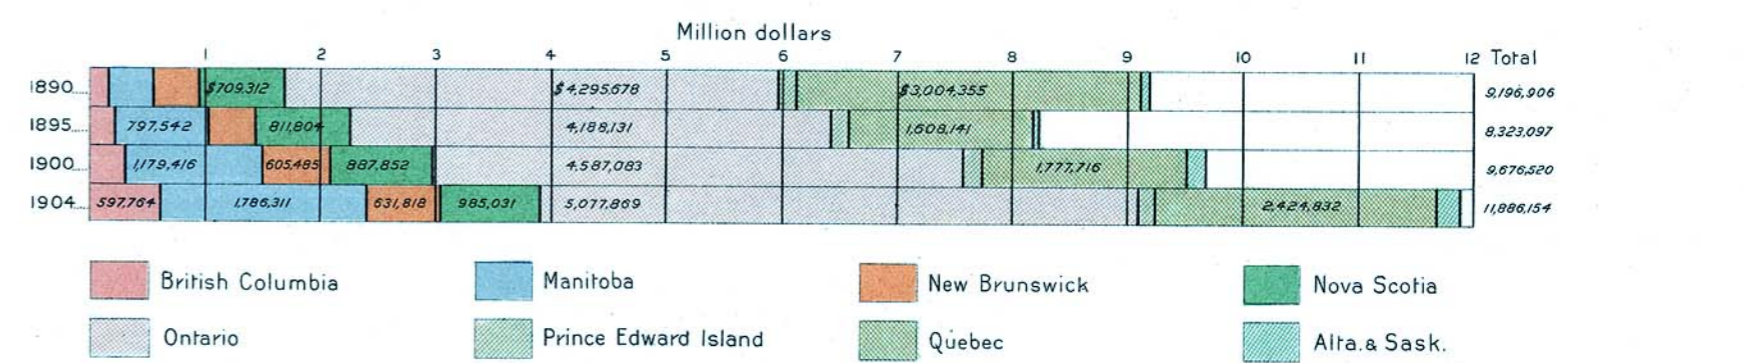 Million dollars
1 2 3 4 5 6 7 8 9 10 11 12 Total
1890 $709,312 $4,295,678 $3,004,355 9,196,906
1895 797,542 811,804 4,188,131 1,608,141 8,323,097
1900 1,179,416 605,485 887,852 4,587,083 1,777,716 9,676,520
1904 597,764 1,786,311 631,818 985,031 5,077,869 2,424,832 11,886,154
British Columbia Manitoba New Brunswick Nova Scotia
Ontario Prince Edward Island Quebec Alta. & Sask.